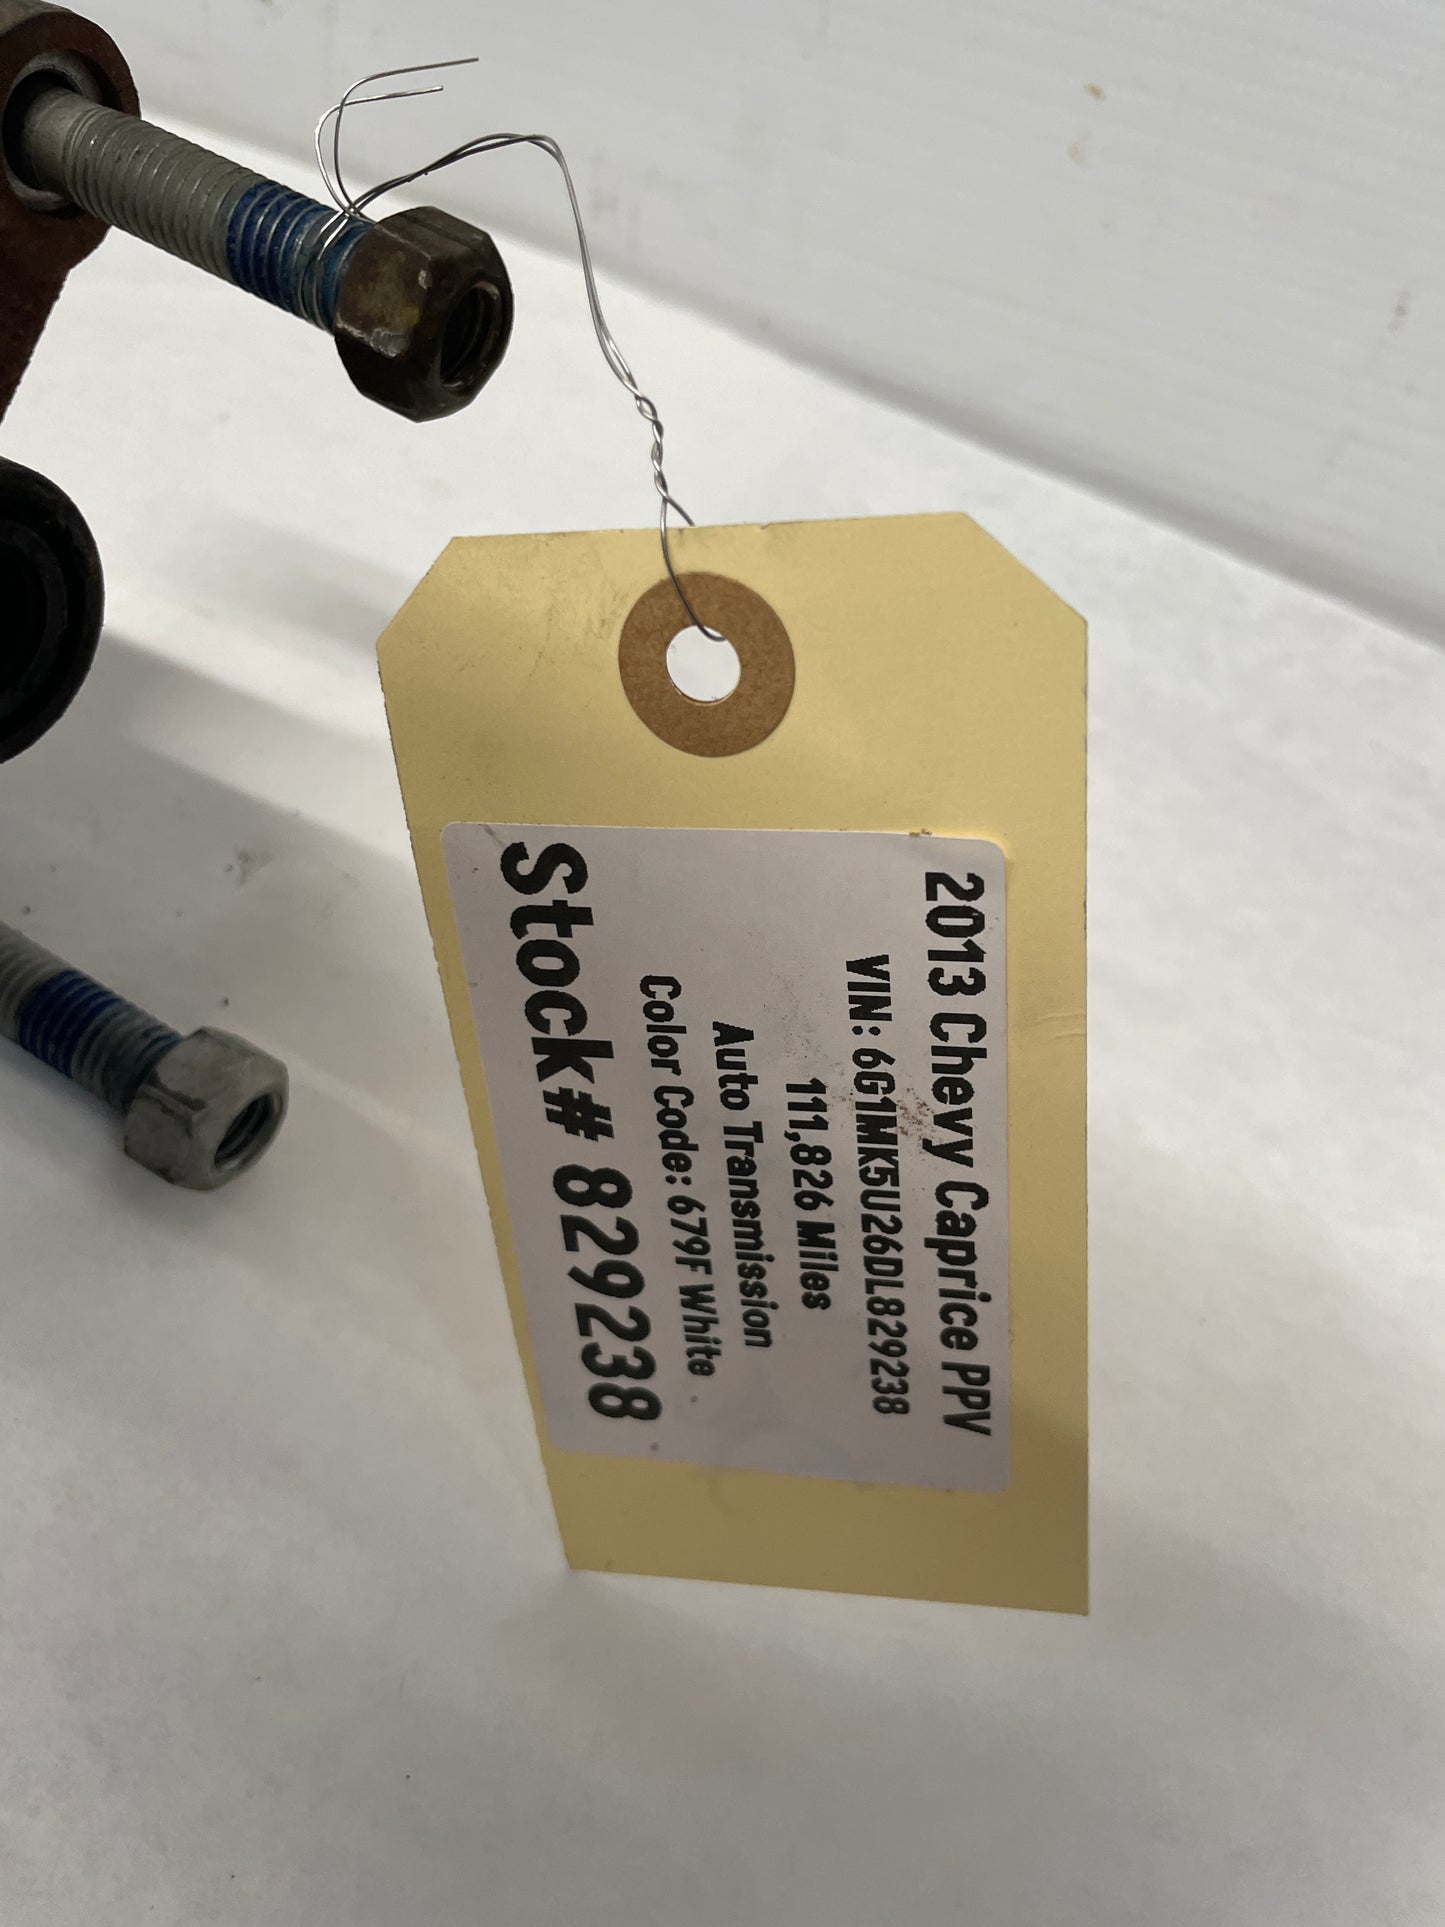 2013 Chevy Caprice PPV
VIN: 6G1MK5U26DL829238
111,826 Miles
Auto Transmission
Color Code: 679F White
Stock# 829238